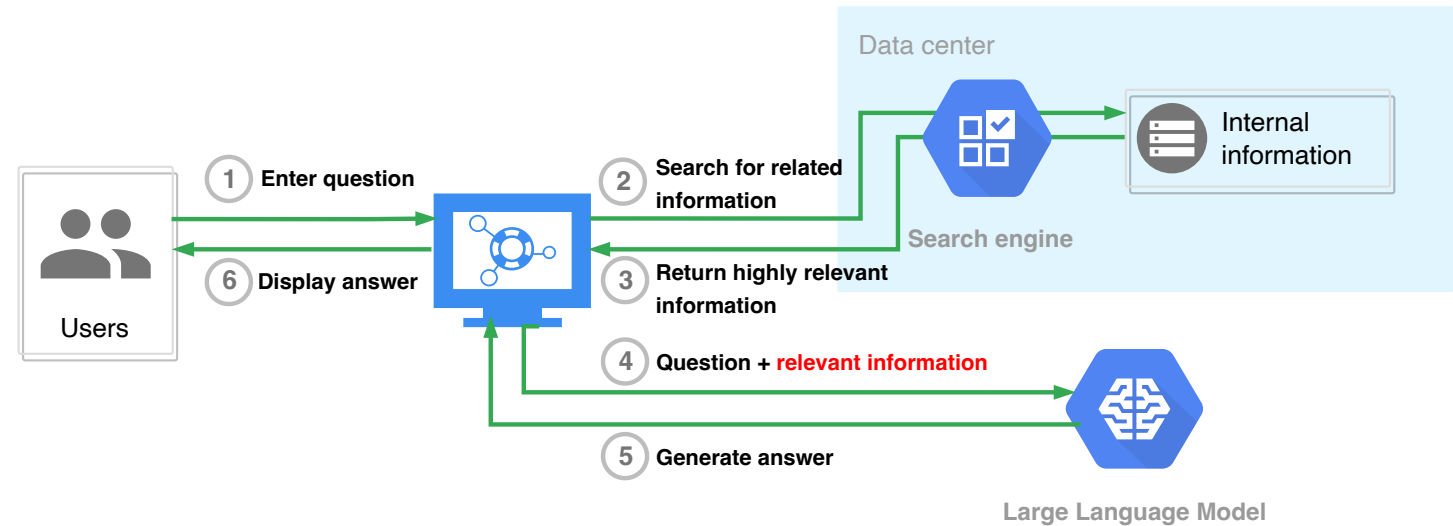 Data center
Internal
information
1 Enter question
2 Search for related
information
Search engine
6 Display answer
3 Return highly relevant
information
Users
4 Question + relevant information
5 Generate answer
Large Language Model